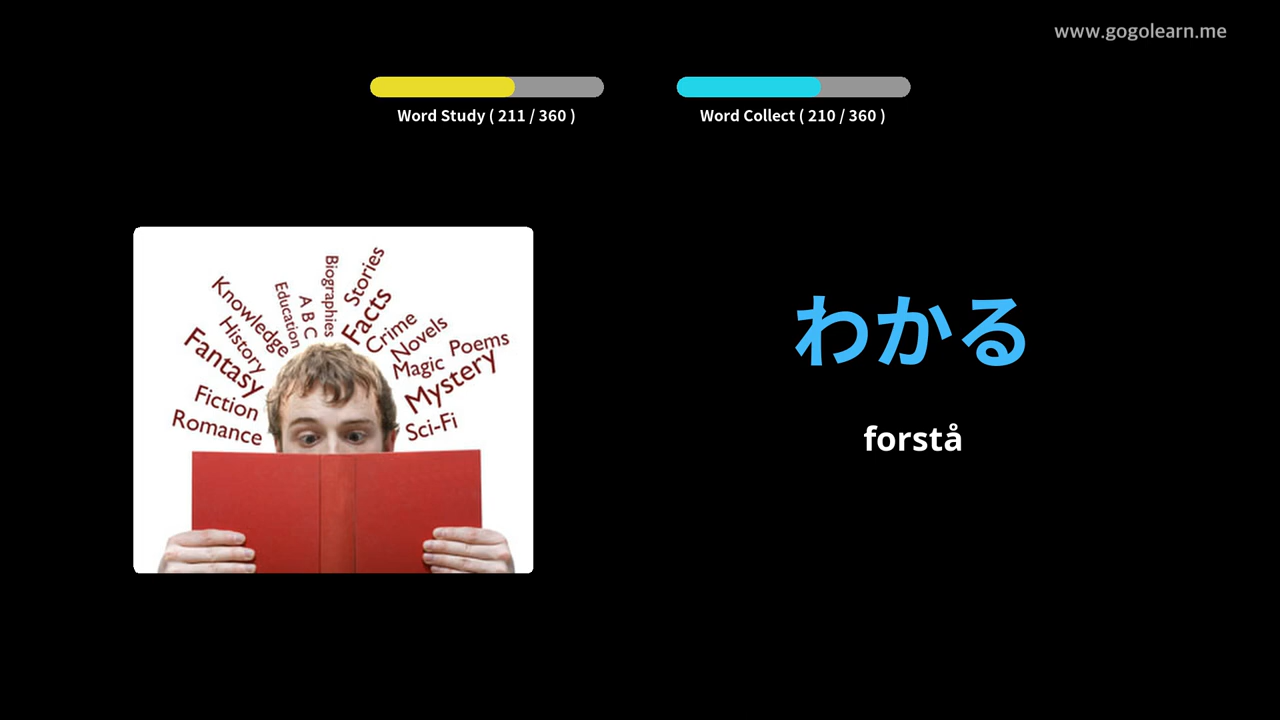 www.gogolearn.me
Word Study ( 211 / 360 )
Word Collect ( 210 / 360 )
Biographies
Stories
Education
A B C
Facts
Knowledge
Crime
History
Novels
Fantasy
Magic
Poems
Mystery
Fiction
Romance
Sci-Fi
わかる
forstå